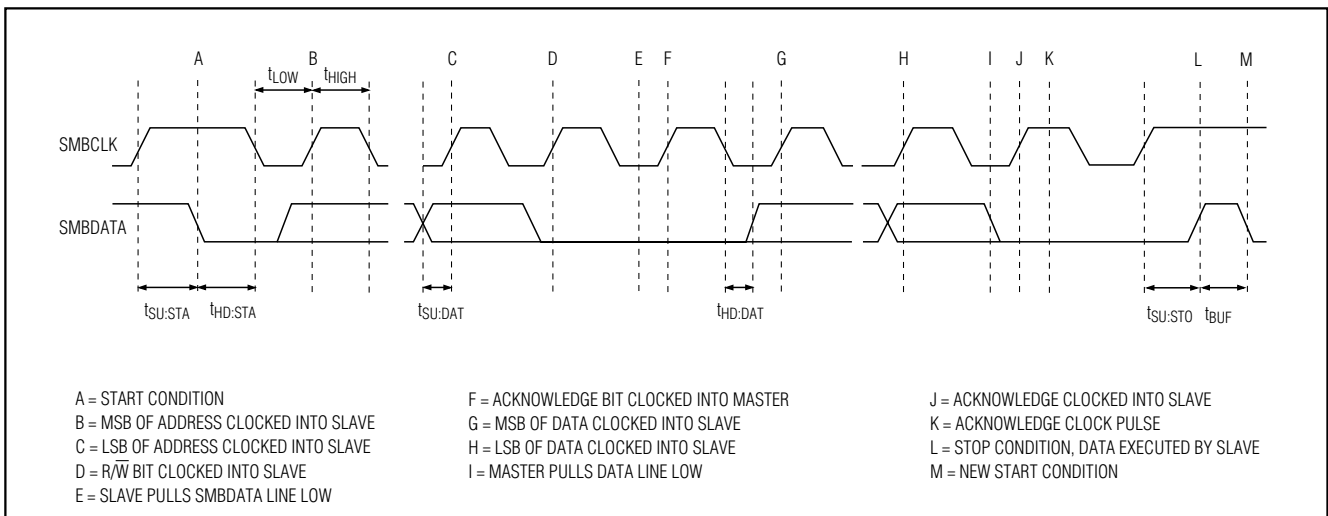 A B C D E F G H I J K L M
tLOW tHIGH
SMBCLK
SMBDATA
tSU:STA tHD:STA tSU:DAT tHD:DAT tSU:STO tBUF
A = START CONDITION
B = MSB OF ADDRESS CLOCKED INTO SLAVE
C = LSB OF ADDRESS CLOCKED INTO SLAVE
D = R/W̅ BIT CLOCKED INTO SLAVE
E = SLAVE PULLS SMBDATA LINE LOW
F = ACKNOWLEDGE BIT CLOCKED INTO MASTER
G = MSB OF DATA CLOCKED INTO SLAVE
H = LSB OF DATA CLOCKED INTO SLAVE
I = MASTER PULLS DATA LINE LOW
J = ACKNOWLEDGE CLOCKED INTO SLAVE
K = ACKNOWLEDGE CLOCK PULSE
L = STOP CONDITION, DATA EXECUTED BY SLAVE
M = NEW START CONDITION